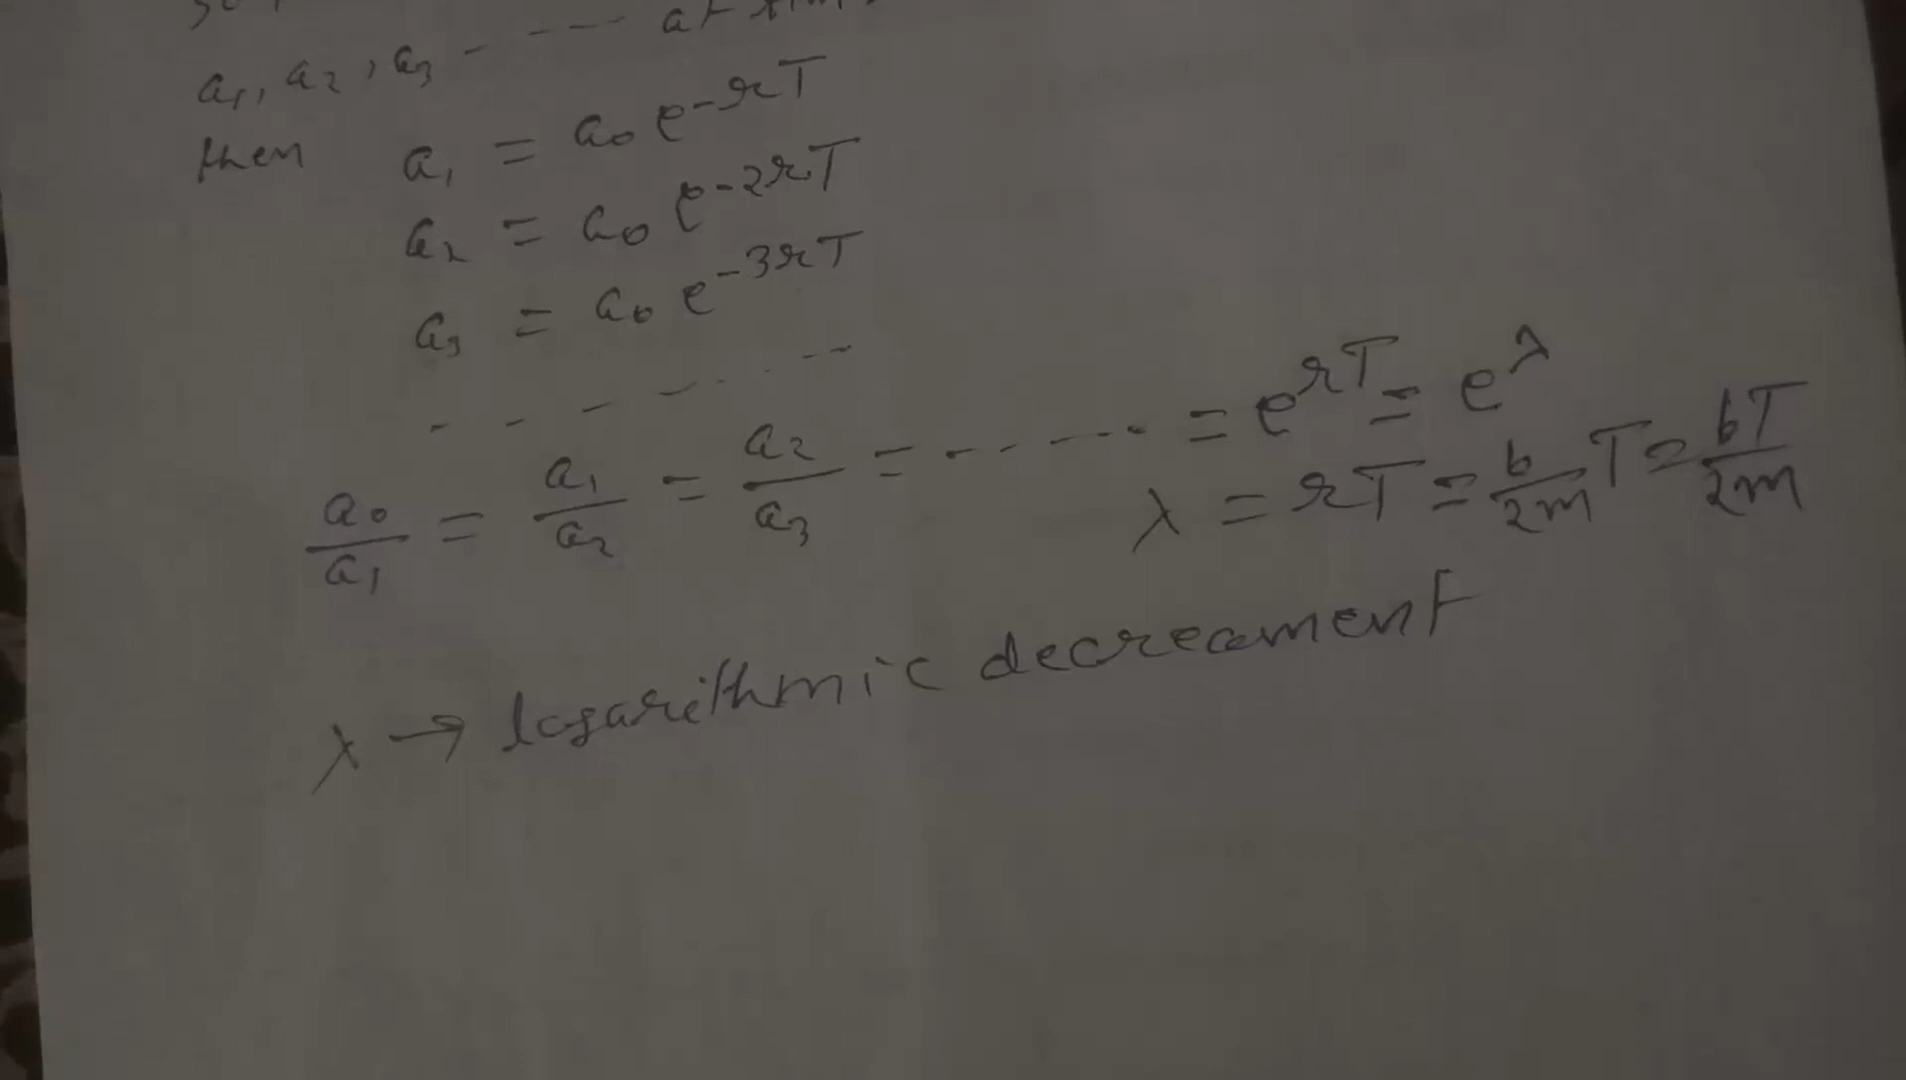 a₁, a₂, a₃ - - - - at
then a₁ = a₀ e^{-rT}
a₂ = a₀ e^{-2rT}
a₃ = a₀ e^{-3rT}
- - - - - - - -
a₀/a₁ = a₁/a₂ = a₂/a₃ = - - - - - - = e^{rT} = e^λ
λ = rT = b/2m T = bT/2m
λ → logarithmic decreament